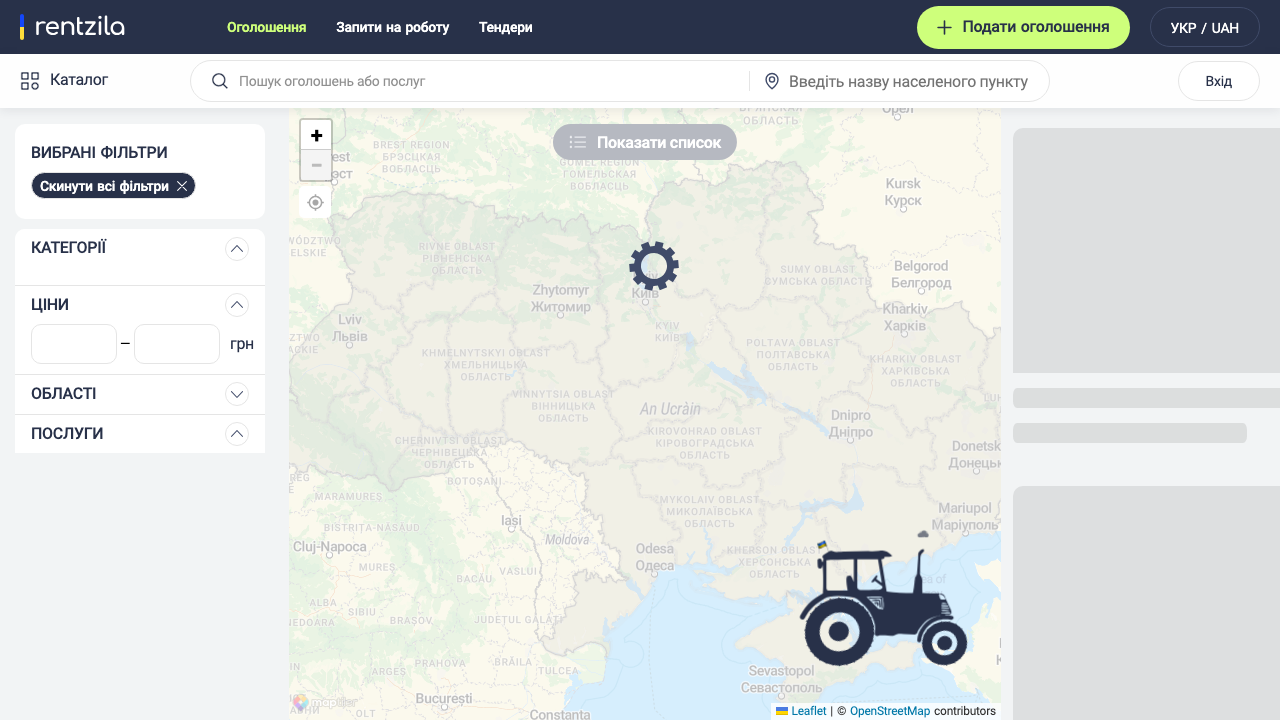 rentzila
Оголошення
Запити на роботу
Тендери
Подати оголошення
УКР / UAH
Каталог
Пошук оголошень або послуг
Введіть назву населеного пункту
Вхід
ВИБРАНІ ФІЛЬТРИ
Скинути всі фільтри
КАТЕГОРІЇ
ЦІНИ
–
грн
ОБЛАСТІ
ПОСЛУГИ
+
−
Показати список
ОБЛАСТЬ
BREST REGION
БРЭСЦКАЯ
ВОБЛАСЦЬ
GOMEL REGION
ГОМЕЛЬСКАЯ
ВОБЛАСЦЬ
Kursk
Курск
RIVNE OBLAST
РІВНЕНСЬКА
ОБЛАСТЬ
SUMY OBLAST
СУМСЬКА ОБЛАСТЬ
Belgorod
Белгород
Zhytomyr
Житомир
Київ
Kharkiv
Харків
Lviv
Львів
KYIV
КИЇВ
POLTAVA OBLAST
ПОЛТАВСЬКА
ОБЛАСТЬ
KHMELNYTSKYI OBLAST
ХМЕЛЬНИЦЬКА
ОБЛАСТЬ
KHARKIV OBLAST
ХАРКІВСЬКА
ОБЛАСТЬ
VINNYTSIA OBLAST
ВІННИЦЬКА
ОБЛАСТЬ
An Ucràin
Dnipro
Дніпро
KIROVOHRAD OBLAST
КІРОВОГРАДСЬКА
ОБЛАСТЬ
CHERNIVTSI OBLAST
ЧЕРНІВЕЦЬКА
ОБЛАСТЬ
Donetsk
Донецьк
BOTOȘANI
MARAMUREȘ
MYKOLAIV OBLAST
МИКОЛАЇВСЬКА
ОБЛАСТЬ
Mariupol
Маріуполь
BISTRIȚA-NĂSĂUD
Iași
Moldova
Cluj-Napoca
Odesa
Одеса
KHERSON OBLAST
ХЕРСОНСЬКА
ОБЛАСТЬ
VASLUI
BACĂU
ALBA
SIBIU
BRAȘOV
JUDEȚUL GALAȚI
PRAHOVA
BRĂILA
TULCEA
ARGEȘ
București
OLT
Constanța
Sevastopol
Севастополь
Leaflet | © OpenStreetMap contributors